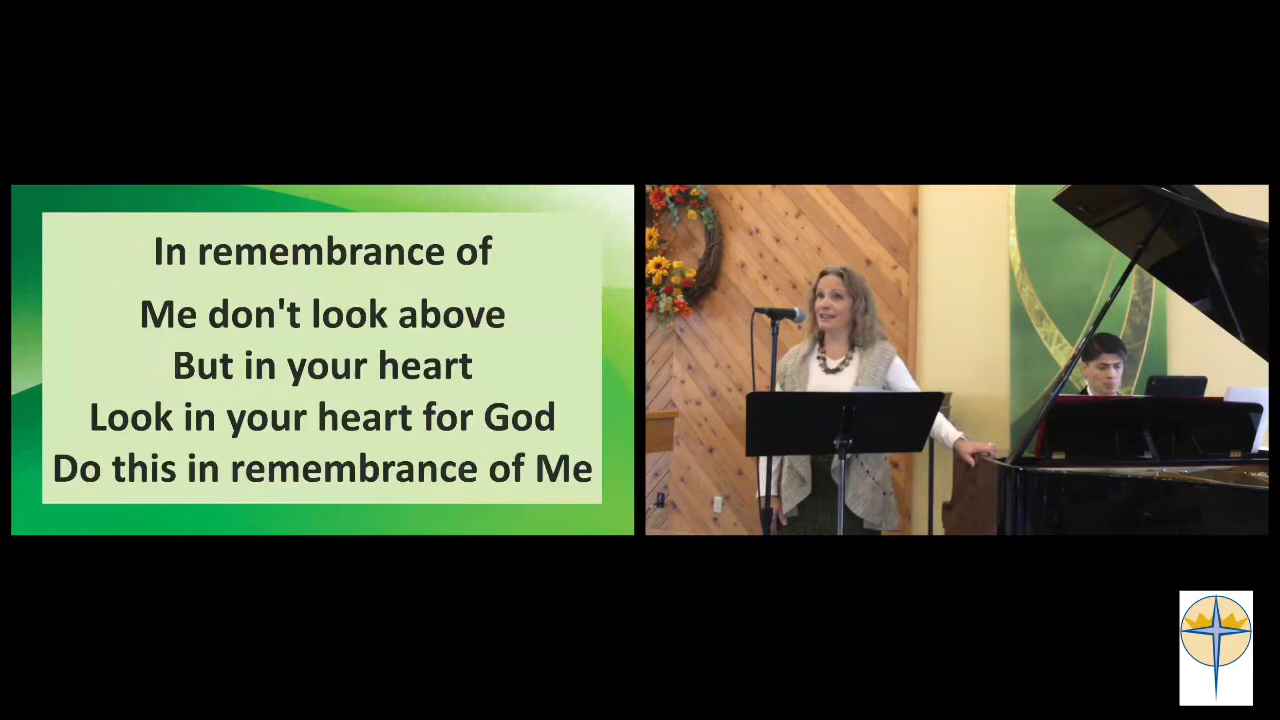 In remembrance of
Me don't look above
But in your heart
Look in your heart for God
Do this in remembrance of Me